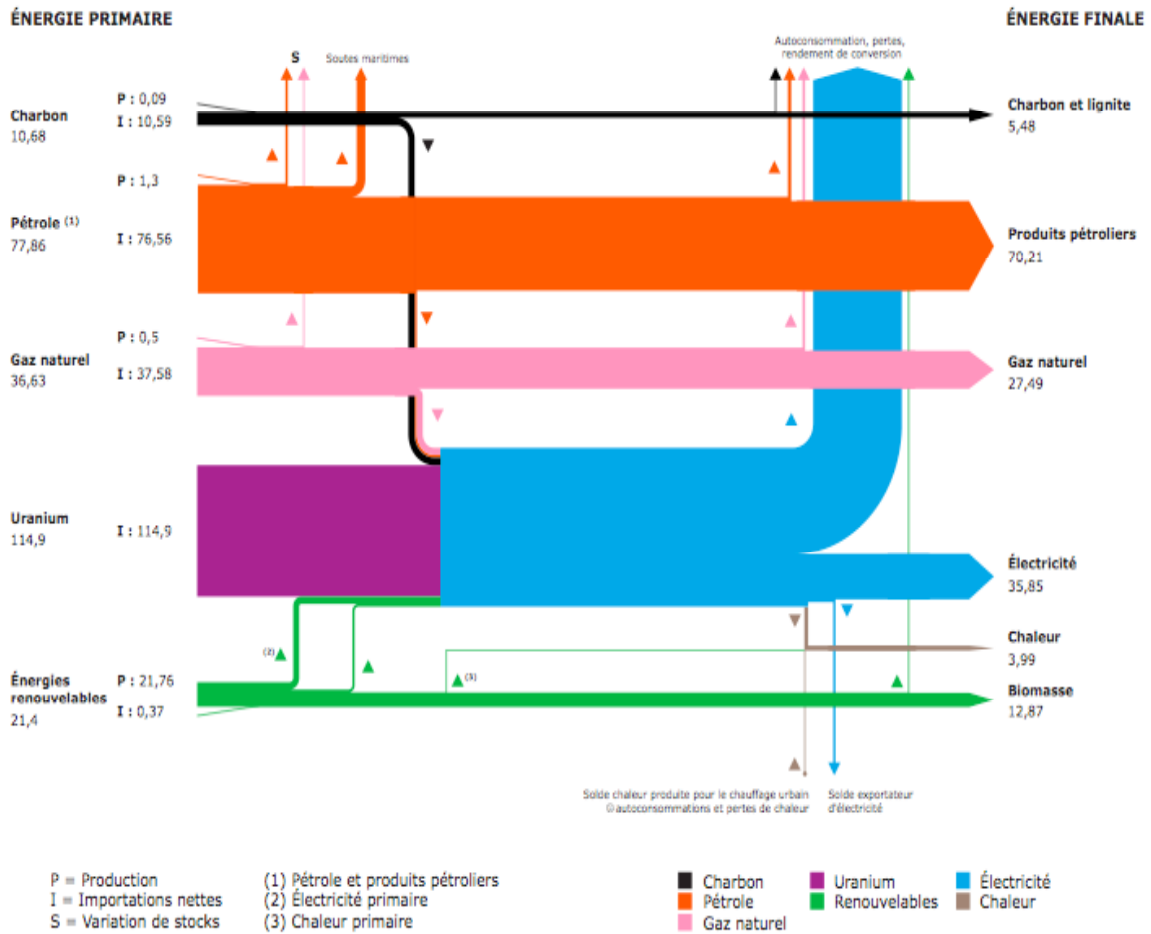 ÉNERGIE PRIMAIRE
ÉNERGIE FINALE
S
Soutes maritimes
Autoconsommation, pertes,
rendement de conversion
Charbon
10,68
P : 0,09
I : 10,59
Charbon et lignite
5,48
Pétrole (1)
77,86
P : 1,3
I : 76,56
Produits pétroliers
70,21
Gaz naturel
36,63
P : 0,5
I : 37,58
Gaz naturel
27,49
Uranium
114,9
I : 114,9
Électricité
35,85
(2)
(3)
Chaleur
3,99
Énergies
renouvelables
21,4
P : 21,76
I : 0,37
Biomasse
12,87
Solde chaleur produite pour le chauffage urbain
autoconsommations et pertes de chaleur
Solde exportateur
d'électricité
P = Production
I = Importations nettes
S = Variation de stocks
(1) Pétrole et produits pétroliers
(2) Électricité primaire
(3) Chaleur primaire
Charbon
Pétrole
Gaz naturel
Uranium
Renouvelables
Électricité
Chaleur